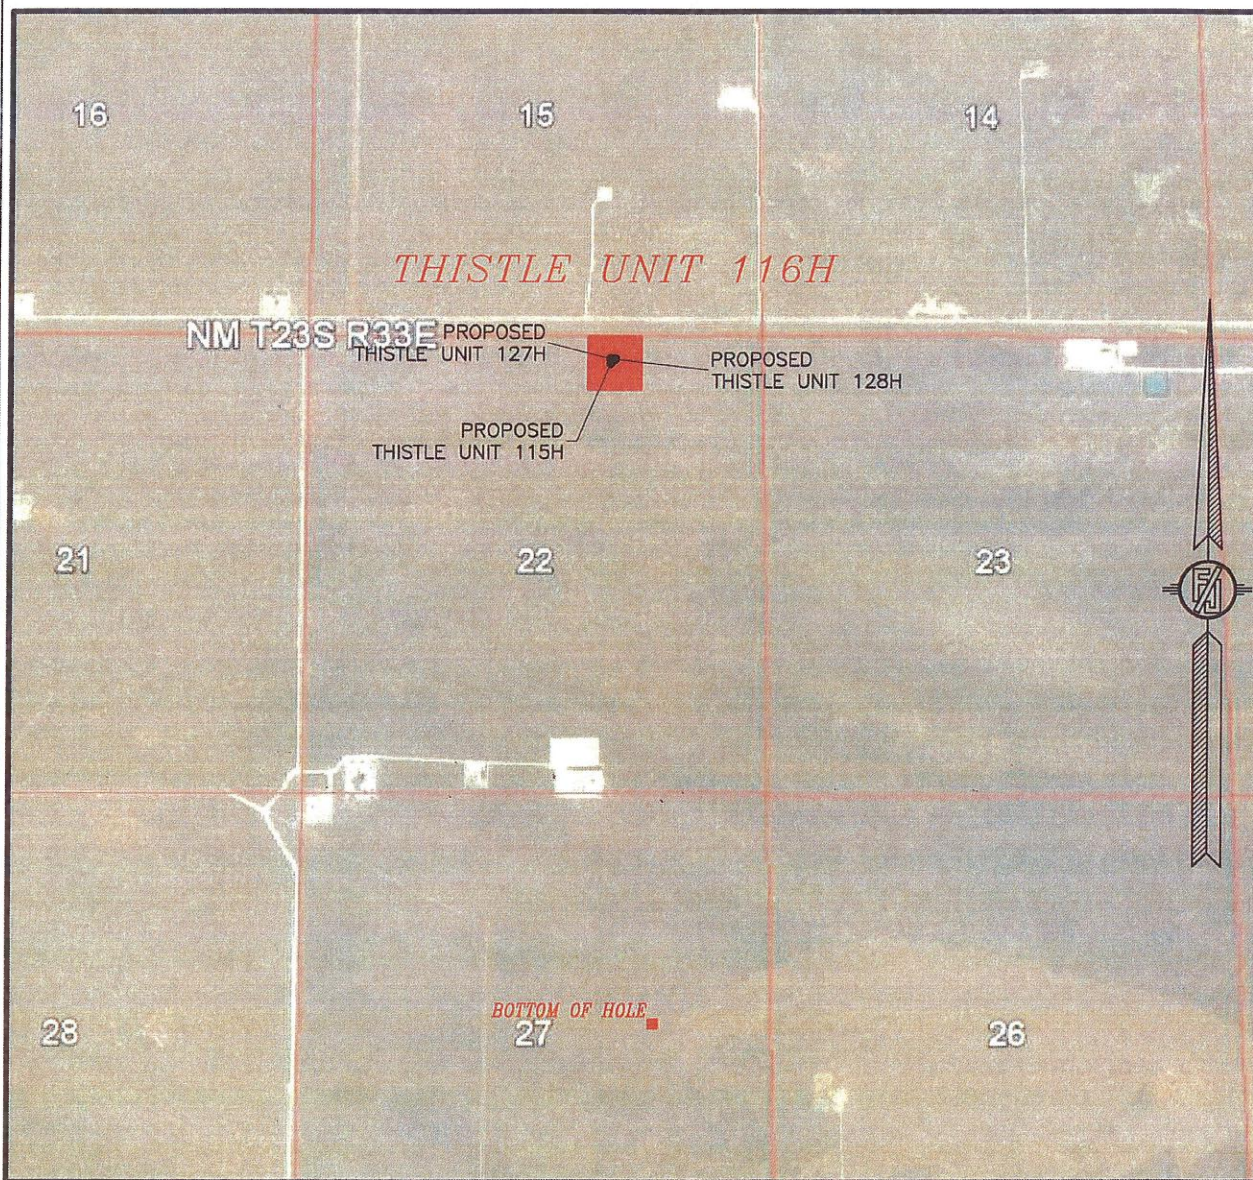 16
15
14
THISTLE UNIT 116H
NM T23S R33E
PROPOSED
THISTLE UNIT 127H
PROPOSED
THISTLE UNIT 128H
PROPOSED
THISTLE UNIT 115H
21
22
23
BOTTOM OF HOLE
28
27
26